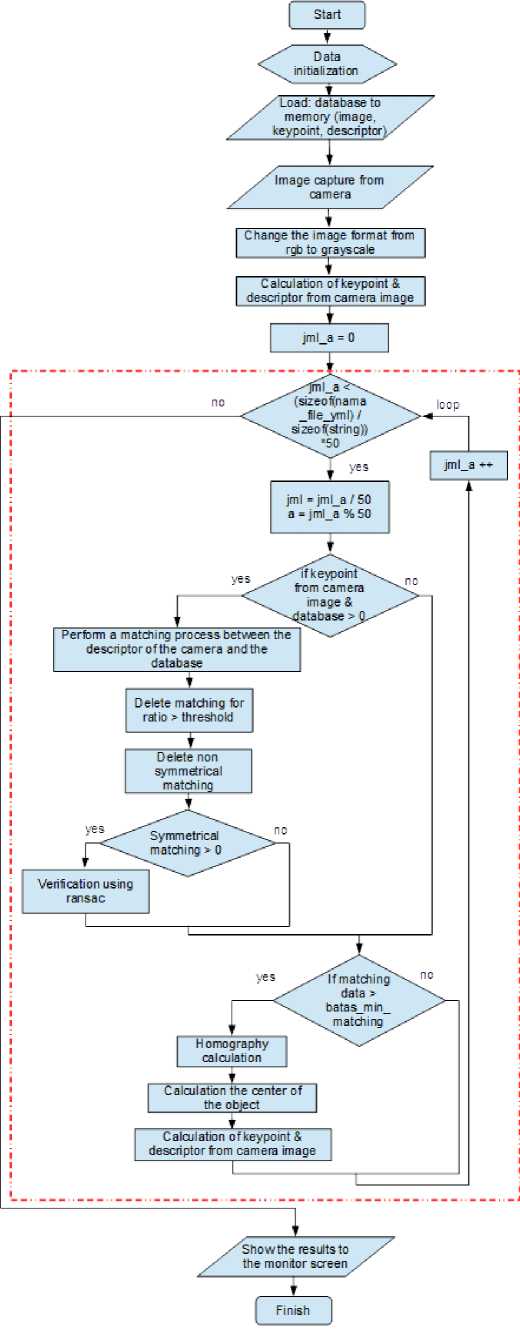 Start
Data
initialization
Load: database to
memory (image,
keypoint, descriptor)
Image capture from
camera
Change the image format from
rgb to grayscale
Calculation of keypoint &
descriptor from camera image
jml_a = 0
jml_a <
(sizeof(nama
_file_yml) /
sizeof(string))
*50
no
loop
yes
jml_a ++
jml = jml_a / 50
a = jml_a % 50
if keypoint
from camera
image &
database > 0
yes
no
Perform a matching process between the
descriptor of the camera and the
database
Delete matching for
ratio > threshold
Delete non
symmetrical
matching
Symmetrical
matching > 0
yes
no
Verification using
ransac
If matching
data >
batas_min_
matching
yes
no
Homography
calculation
Calculation the center of
the object
Calculation of keypoint &
descriptor from camera image
Show the results to
the monitor screen
Finish